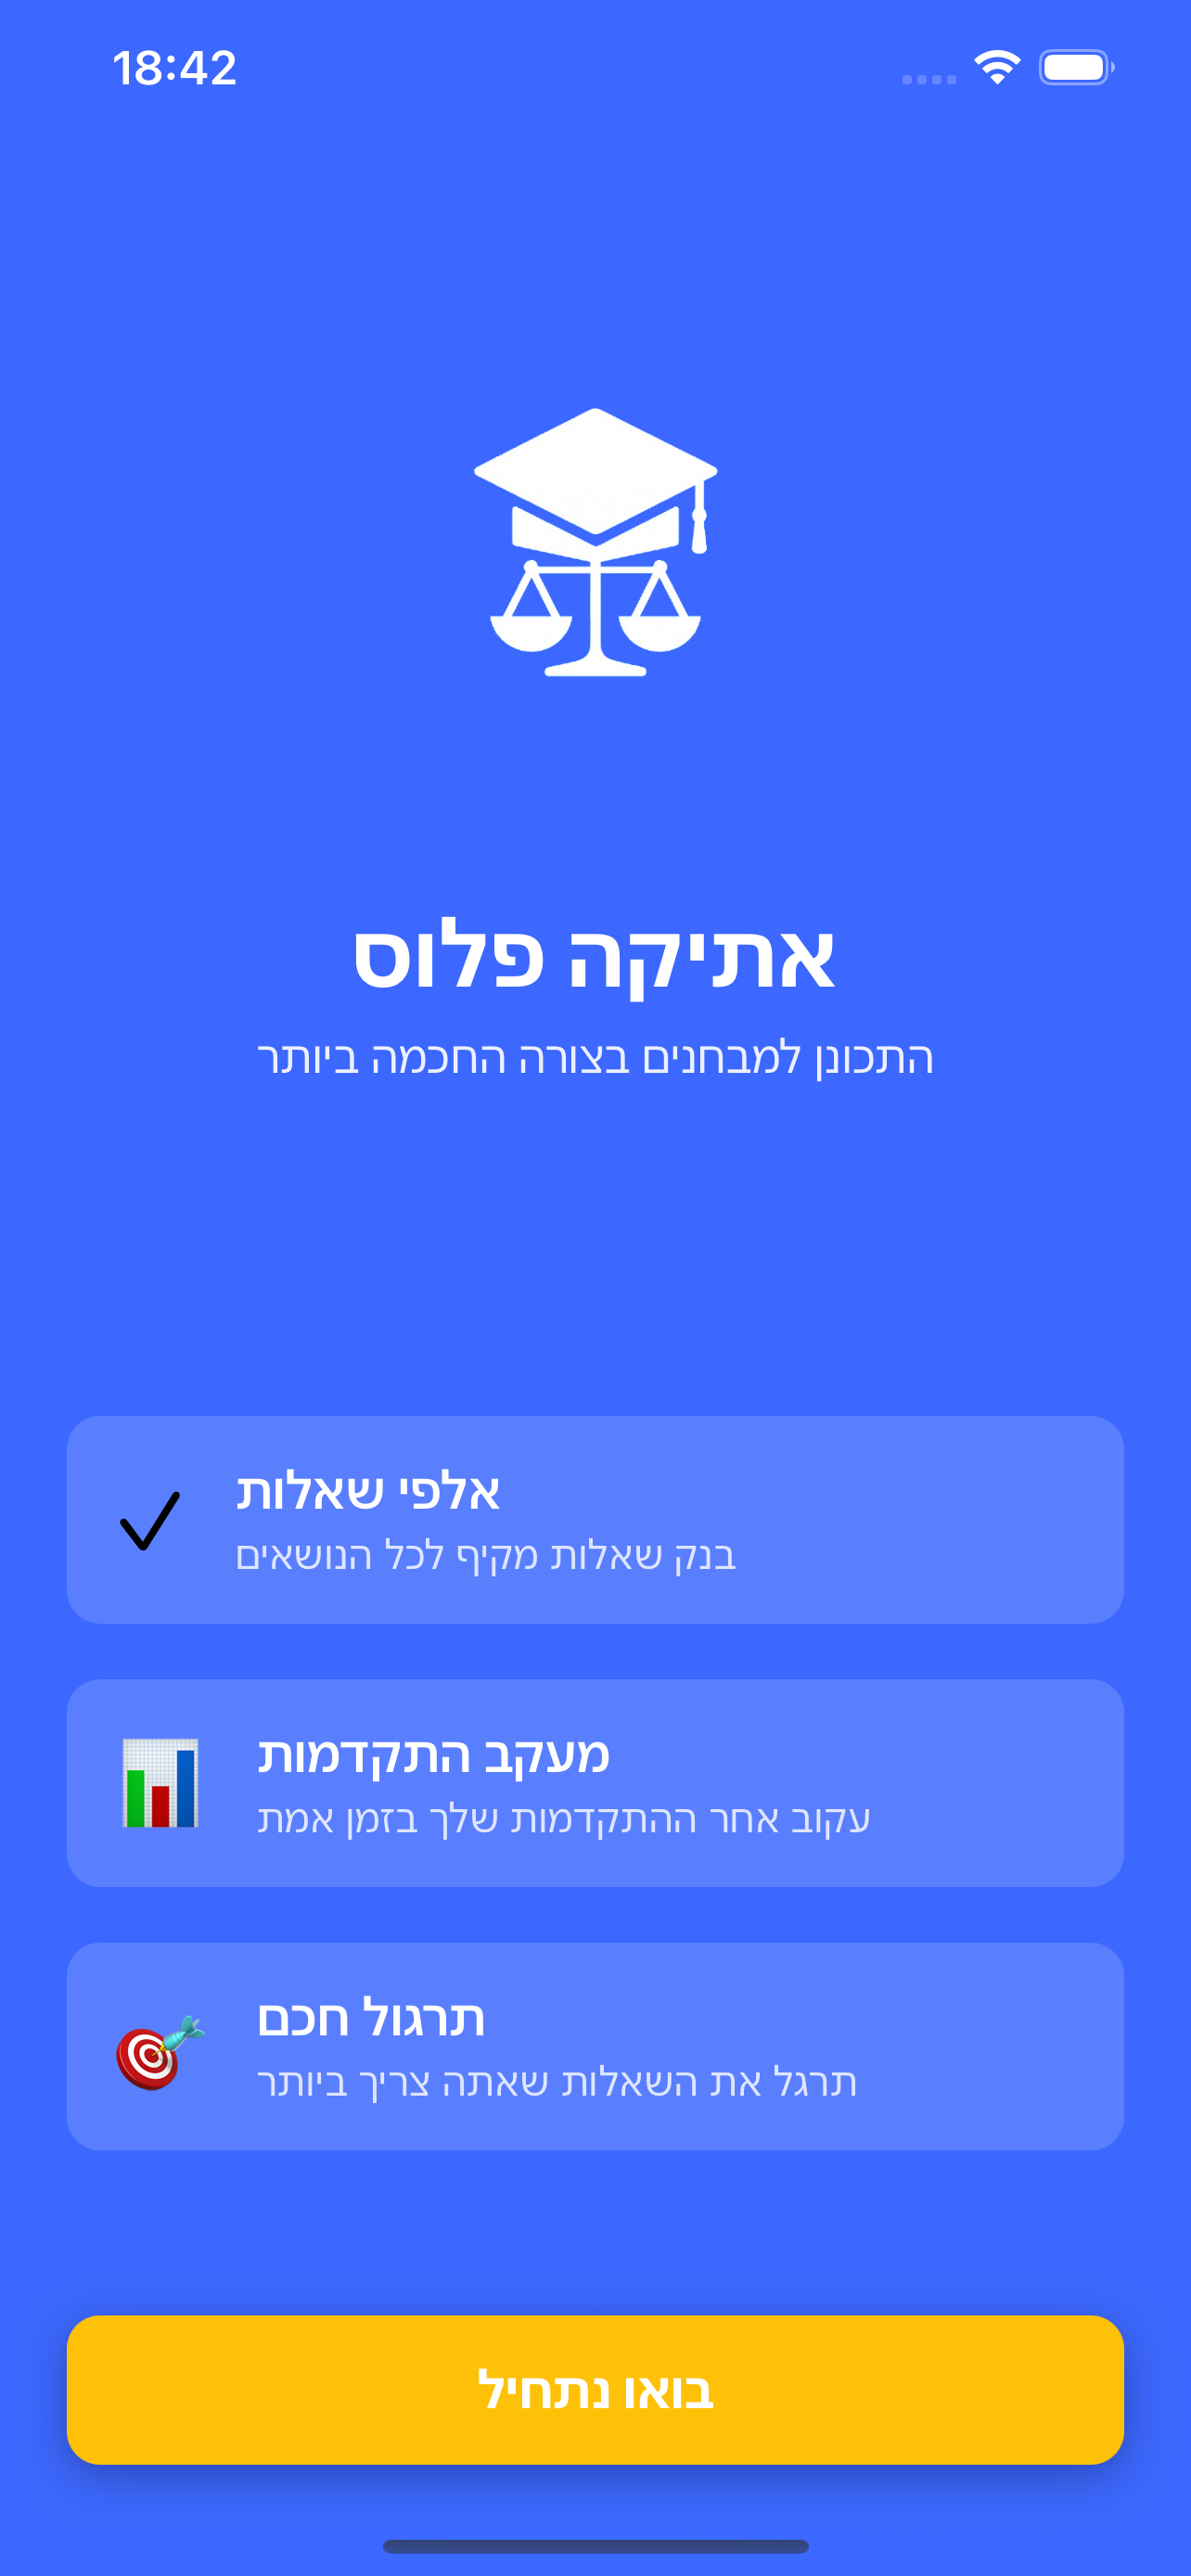 18:42
אתיקה פלוס
התכונן למבחנים בצורה החכמה ביותר
אלפי שאלות
בנק שאלות מקיף לכל הנושאים
מעקב התקדמות
עקוב אחר ההתקדמות שלך בזמן אמת
תרגול חכם
תרגל את השאלות שאתה צריך ביותר
בואו נתחיל